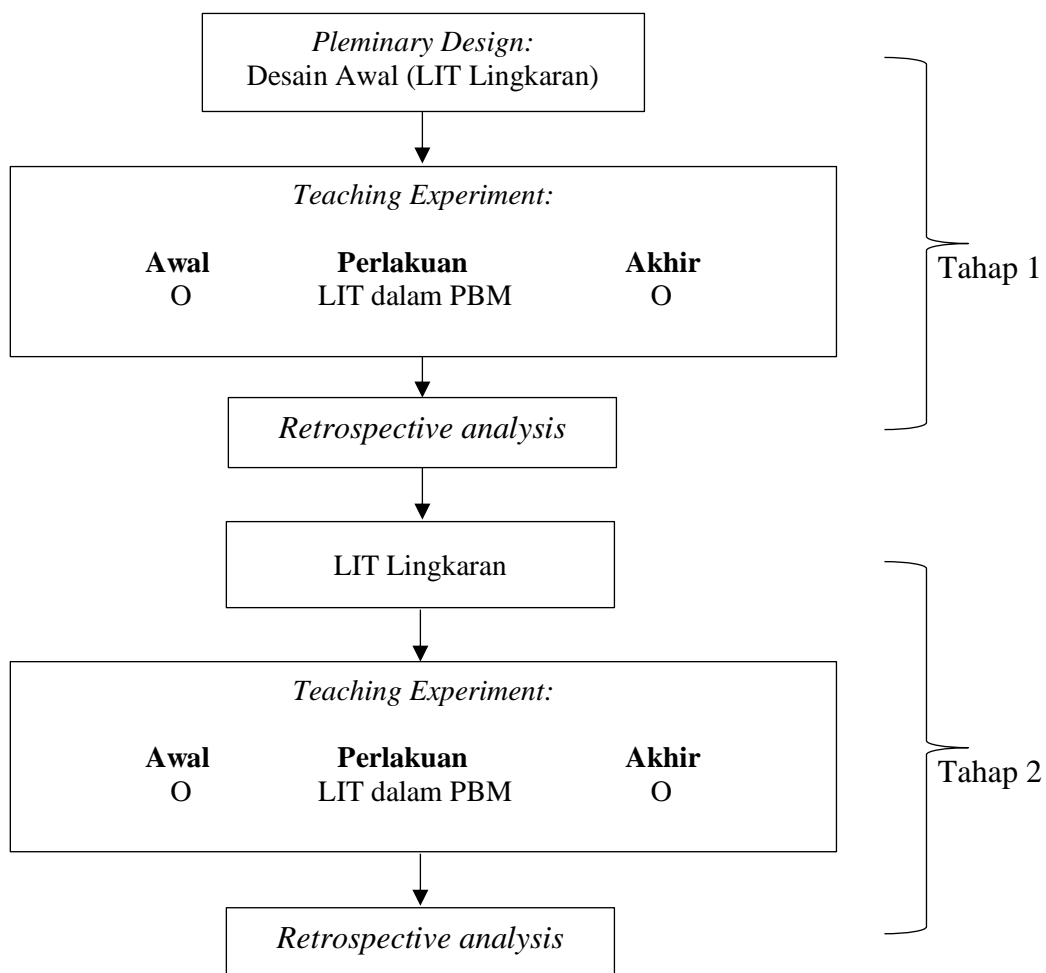 Pleminary Design:
Desain Awal (LIT Lingkaran)
Teaching Experiment:
Awal Perlakuan Akhir
O LIT dalam PBM O
Tahap 1
Retrospective analysis
LIT Lingkaran
Teaching Experiment:
Awal Perlakuan Akhir
O LIT dalam PBM O
Tahap 2
Retrospective analysis